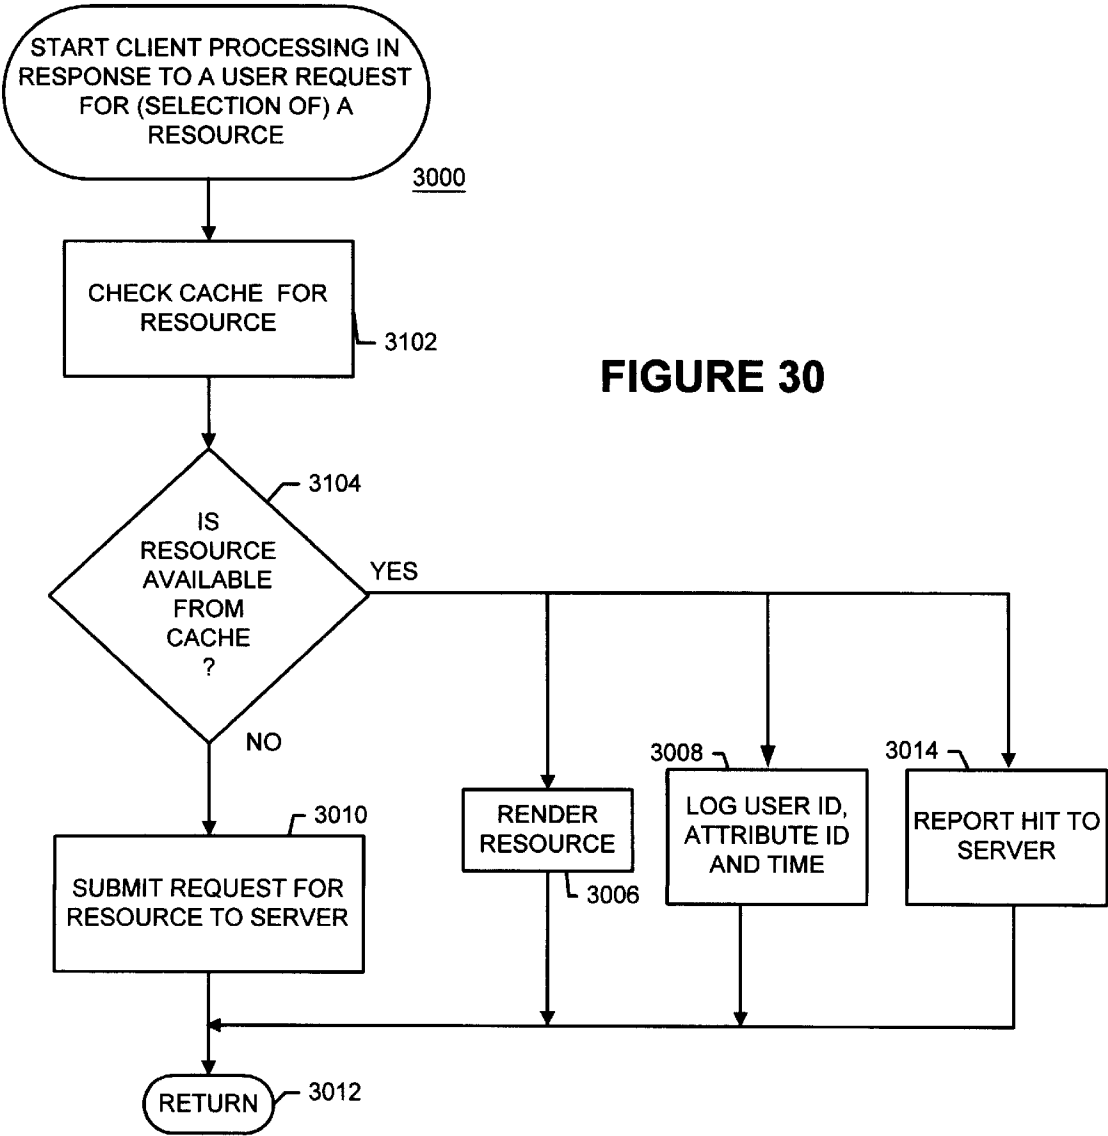 START CLIENT PROCESSING IN
RESPONSE TO A USER REQUEST
FOR (SELECTION OF) A
RESOURCE
3000
CHECK CACHE FOR
RESOURCE
3102
FIGURE 30
3104
IS
RESOURCE
AVAILABLE
FROM
CACHE
?
YES
NO
3010
SUBMIT REQUEST FOR
RESOURCE TO SERVER
RENDER
RESOURCE
3006
3008
LOG USER ID,
ATTRIBUTE ID
AND TIME
3014
REPORT HIT TO
SERVER
RETURN
3012